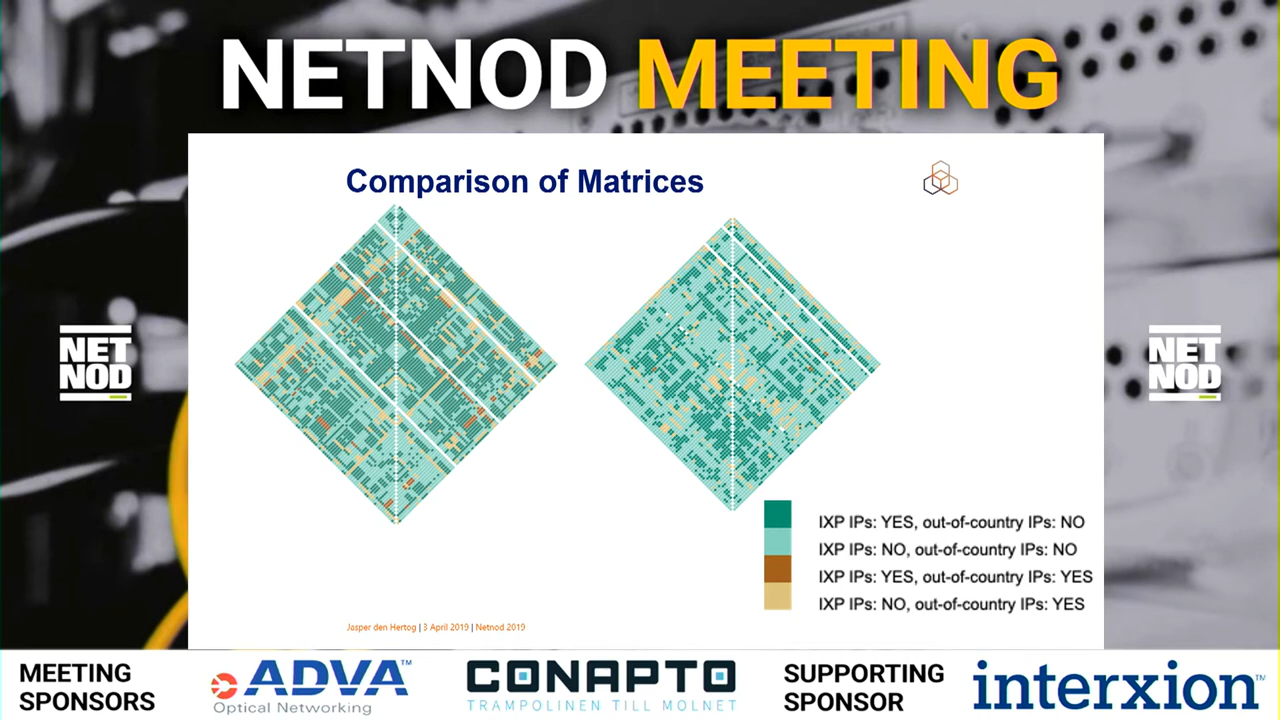 NETNOD MEETING
Comparison of Matrices
NET
NOD
NET
NOD
IXP IPs: YES, out-of-country IPs: NO
IXP IPs: NO, out-of-country IPs: NO
IXP IPs: YES, out-of-country IPs: YES
IXP IPs: NO, out-of-country IPs: YES
Jasper den Hertog | 3 April 2019 | Netnod 2019
MEETING
SPONSORS
ADVA™
Optical Networking
CONAPTO
TRAMPOLINEN TILL MOLNET
SUPPORTING
SPONSOR
interxion™